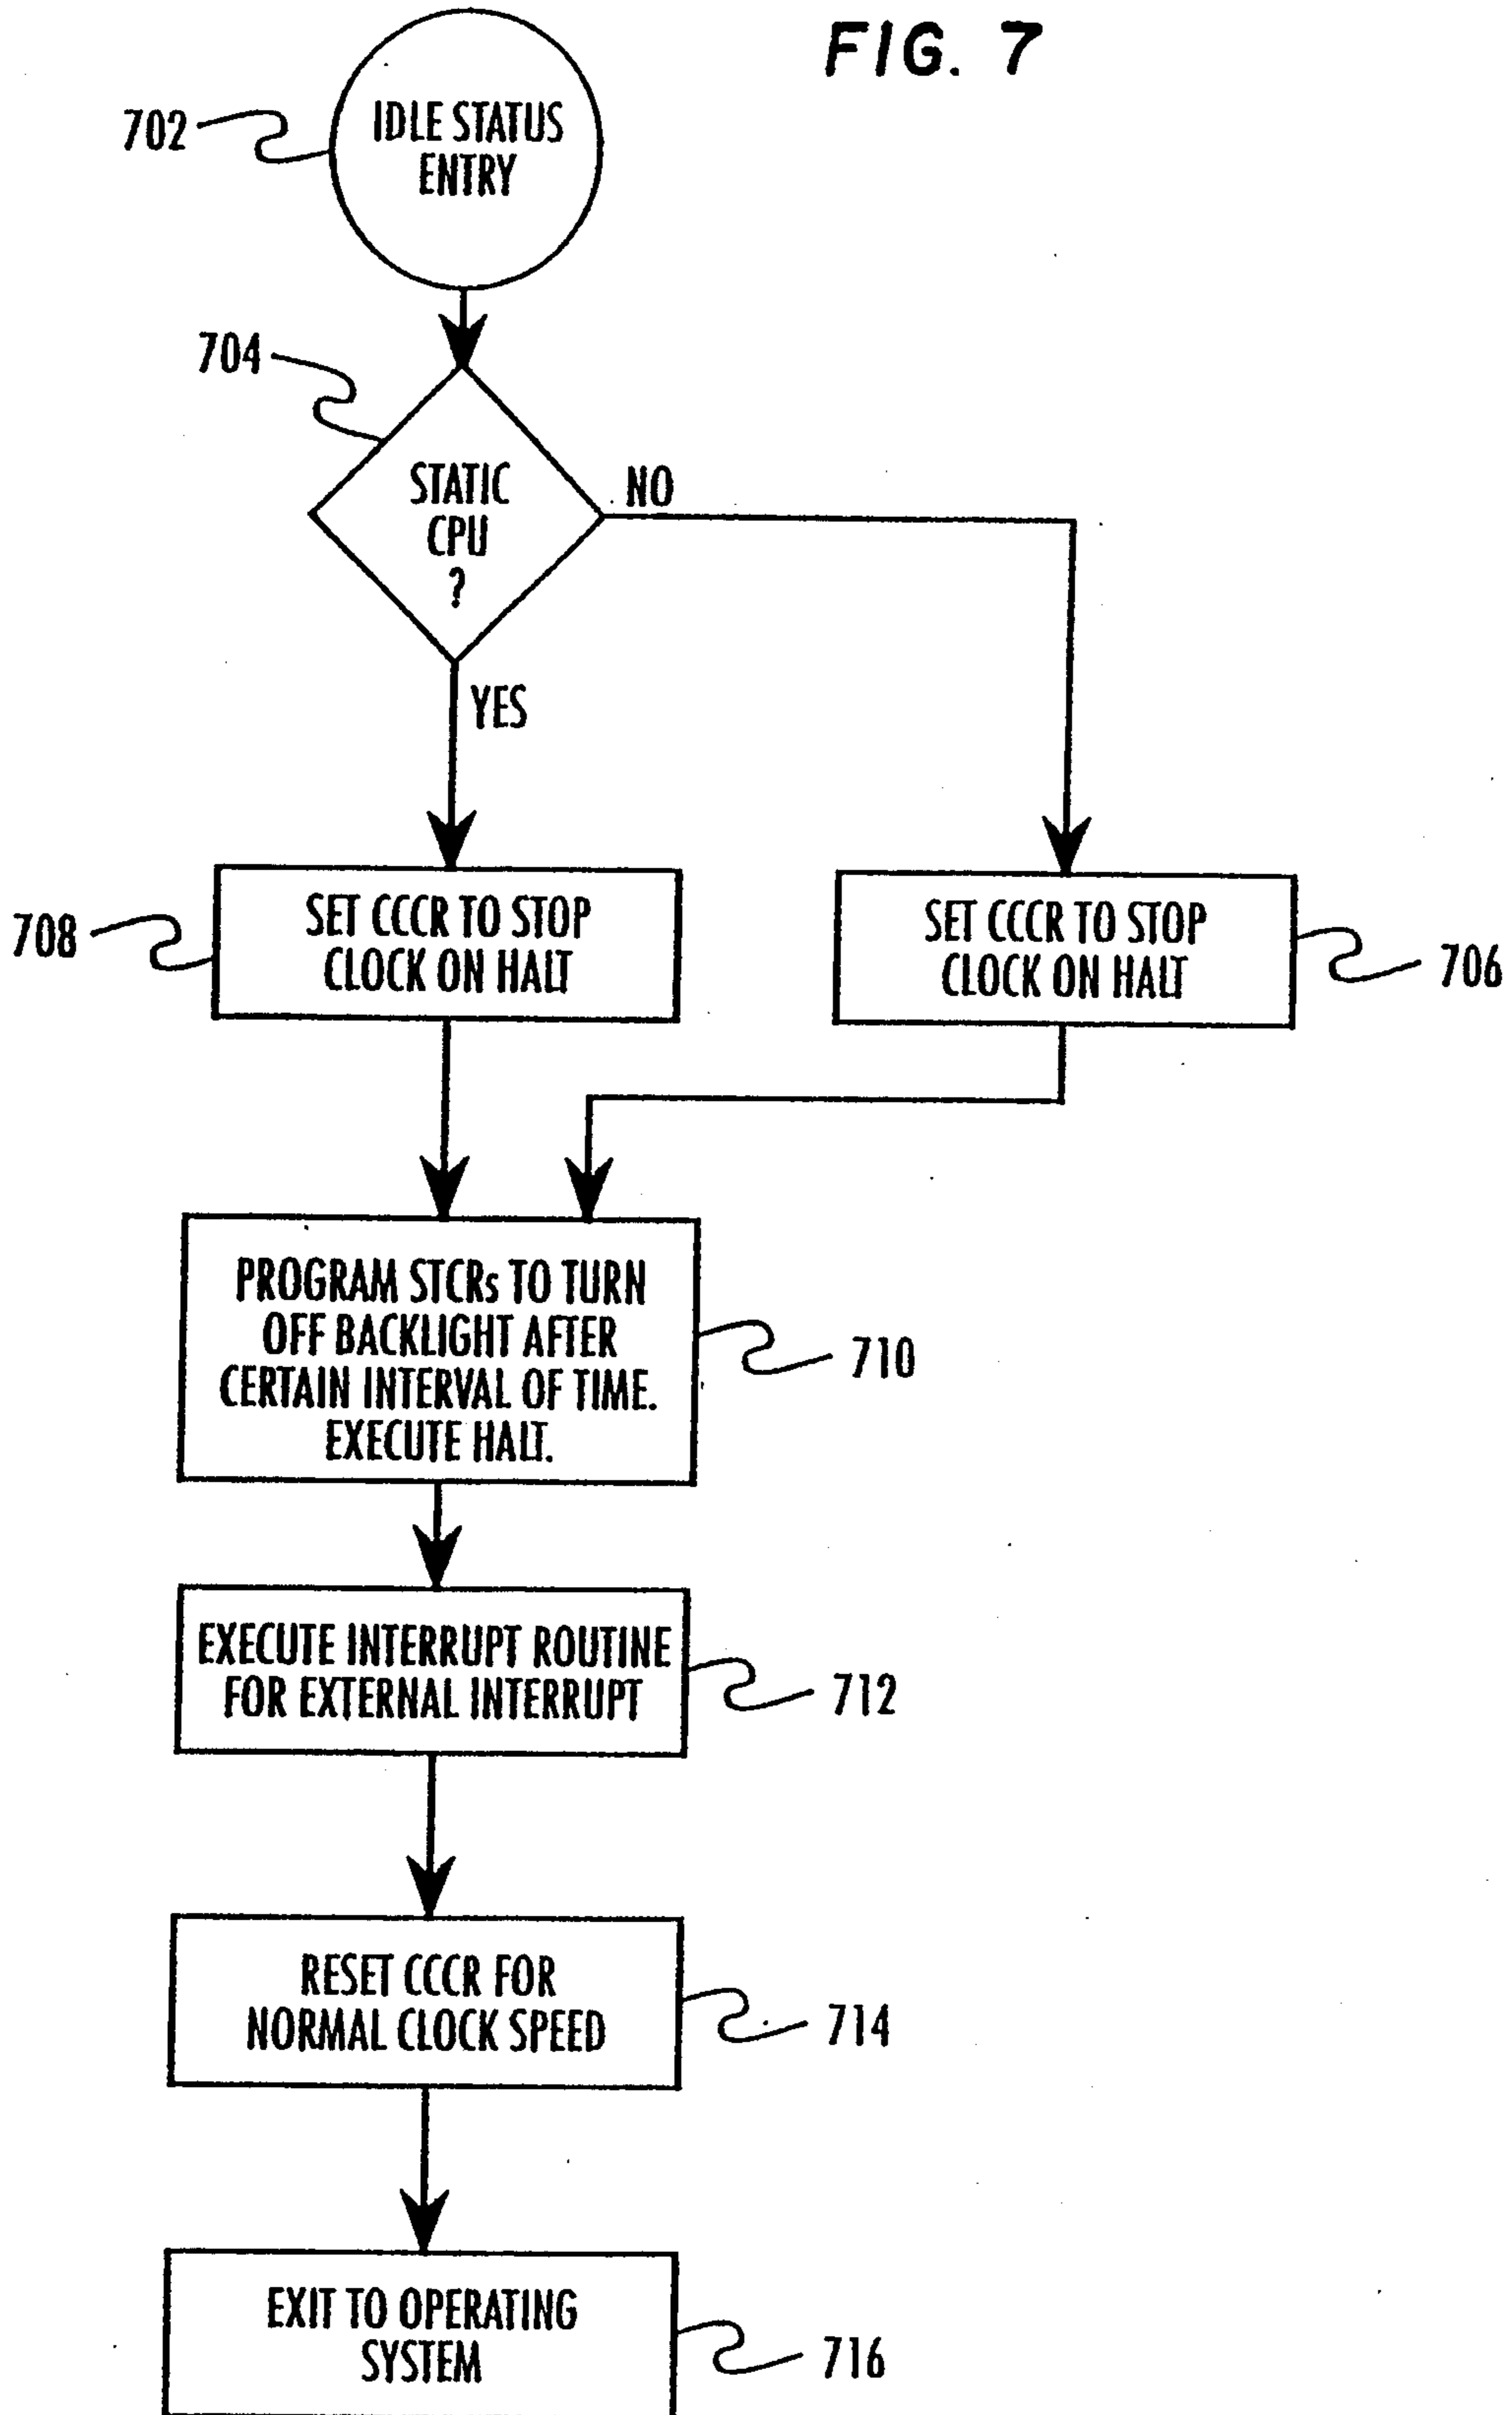 FIG. 7
702
IDLE STATUS
ENTRY
704
STATIC
CPU
?
NO
YES
708
SET CCCR TO STOP
CLOCK ON HALT
SET CCCR TO STOP
CLOCK ON HALT
706
PROGRAM STCRs TO TURN
OFF BACKLIGHT AFTER
CERTAIN INTERVAL OF TIME.
EXECUTE HALT.
710
EXECUTE INTERRUPT ROUTINE
FOR EXTERNAL INTERRUPT
712
RESET CCCR FOR
NORMAL CLOCK SPEED
714
EXIT TO OPERATING
SYSTEM
716